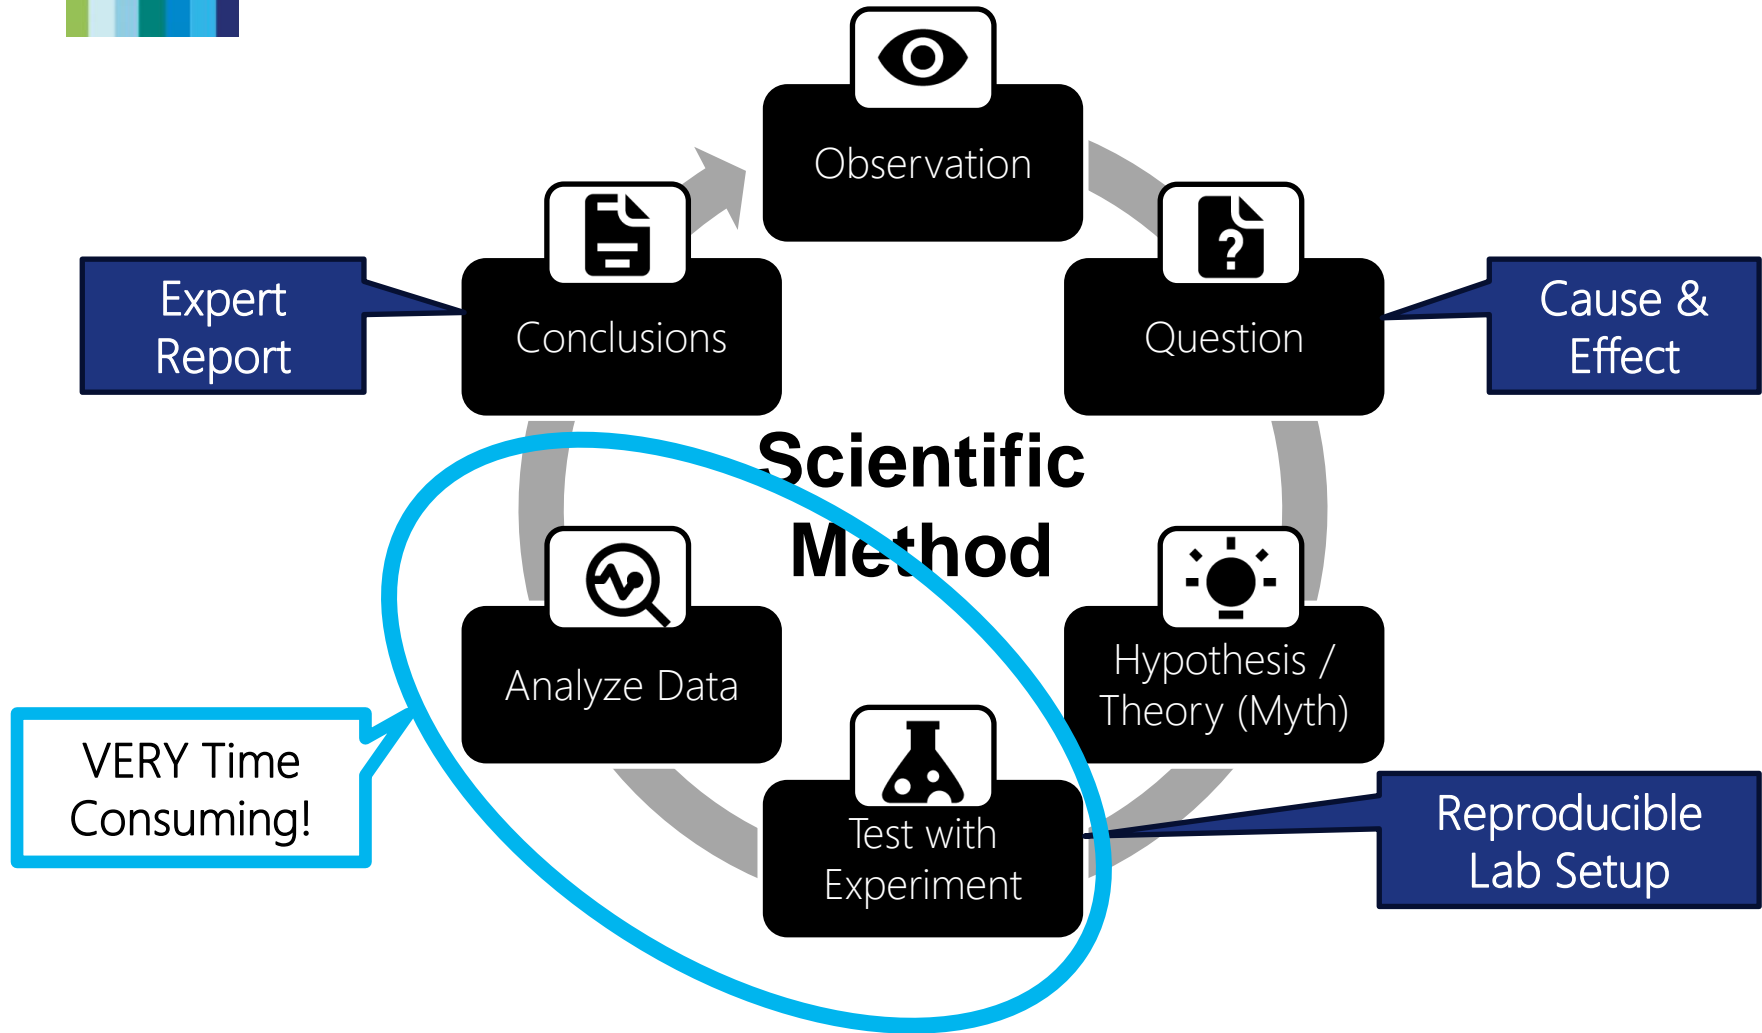 Observation
Question
Cause &
Effect
Hypothesis /
Theory (Myth)
Reproducible
Lab Setup
Test with
Experiment
Analyze Data
VERY Time
Consuming!
Conclusions
Expert
Report
Scientific
Method
?